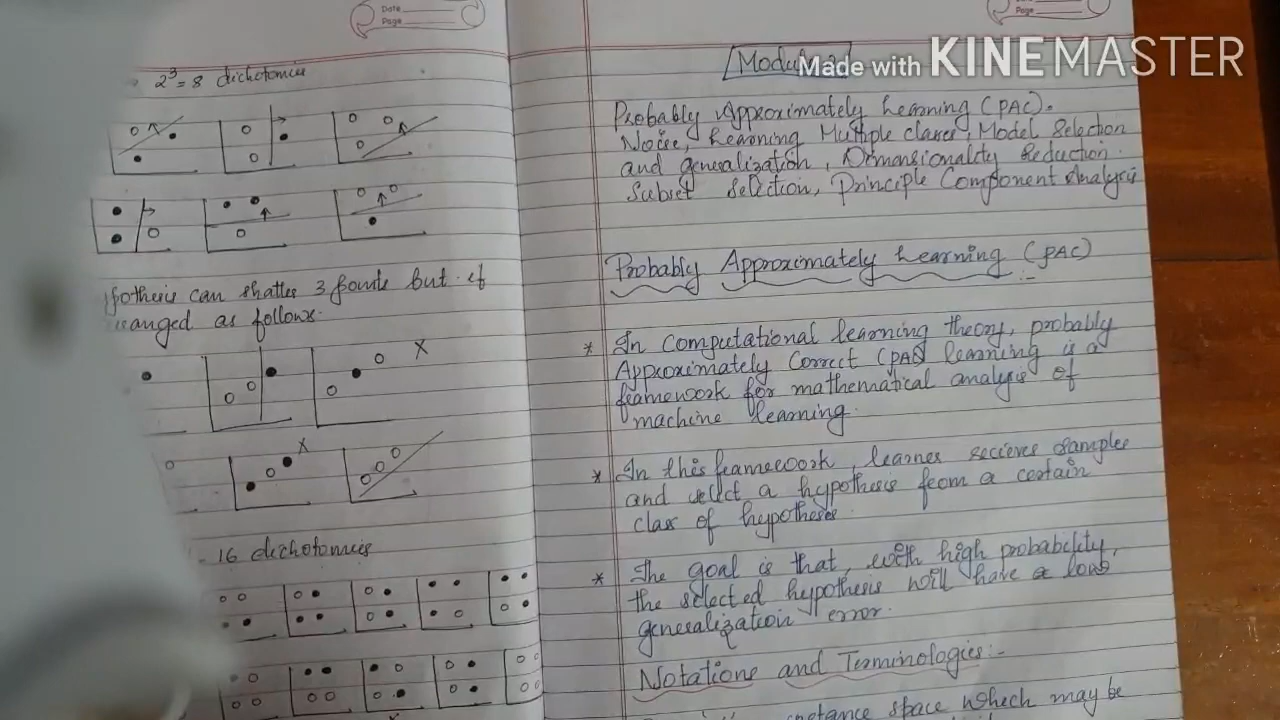 Date
Page
2³=8 dichotomies
hypothesis can shatter 3 points but if
arranged as follows.
X
X
16 dichotomies
Page
Made with KINEMASTER
Probably Approximately Learning (PAC).
Noise, Learning Multiple classes, Model Selection
and generalization, Dimensionality Reduction.
Subset Selection, Principle Component Analysis
Probably Approximately Learning (PAC)
* In computational learning theory, probably
Approximately Correct (PAC) learning is a
framework for mathematical analysis of
machine learning.
* In this framework, learner recieves samples
and select a hypothesis from a certain
class of hypotheses.
* The goal is that, with high probability,
the selected hypothesis will have a low
generalization error.
Notations and Terminologies:-
instance space which may be